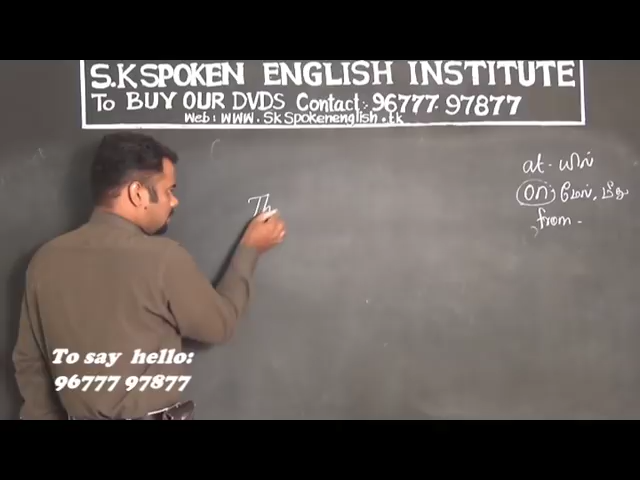 S.K SPOKEN ENGLISH INSTITUTE
To BUY OUR DVDS:- Contact:- 96777 97877
Web: WWW.SkSpokenenglish.tk
at - யில்
on; மேல், மீது
Th
from -
To say hello:
96777 97877